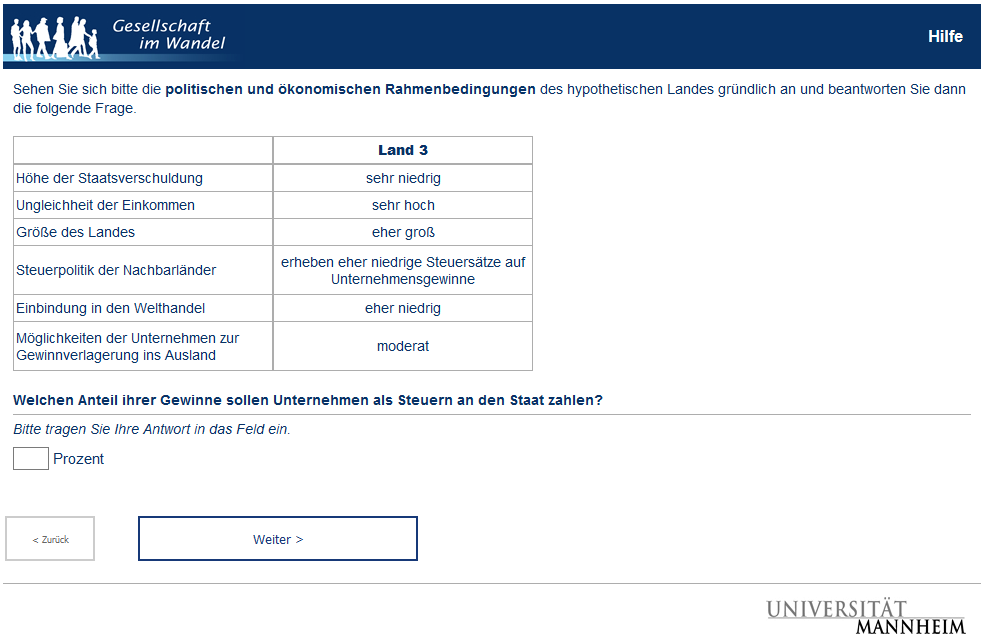 Gesellschaft
im Wandel
Hilfe
Sehen Sie sich bitte die politischen und ökonomischen Rahmenbedingungen des hypothetischen Landes gründlich an und beantworten Sie dann
die folgende Frage.
Land 3
Höhe der Staatsverschuldung sehr niedrig
Ungleichheit der Einkommen sehr hoch
Größe des Landes eher groß
Steuerpolitik der Nachbarländer erheben eher niedrige Steuersätze auf
Unternehmensgewinne
Einbindung in den Welthandel eher niedrig
Möglichkeiten der Unternehmen zur
Gewinnverlagerung ins Ausland moderat
Welchen Anteil ihrer Gewinne sollen Unternehmen als Steuern an den Staat zahlen?
Bitte tragen Sie Ihre Antwort in das Feld ein.
Prozent
< Zurück Weiter >
UNIVERSITÄT
MANNHEIM